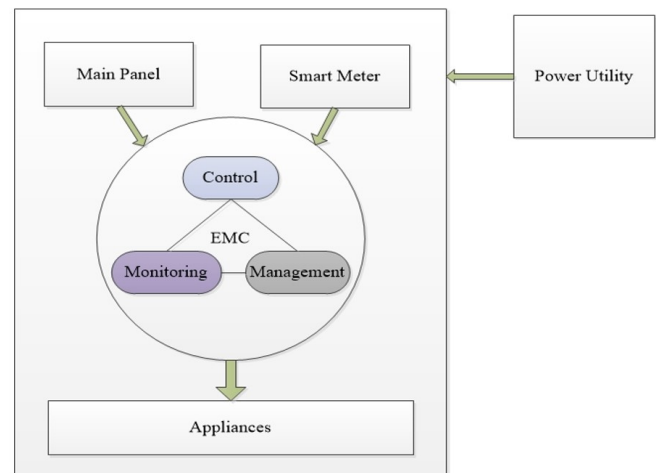 Main Panel
Smart Meter
Power Utility
Control
EMC
Monitoring
Management
Appliances